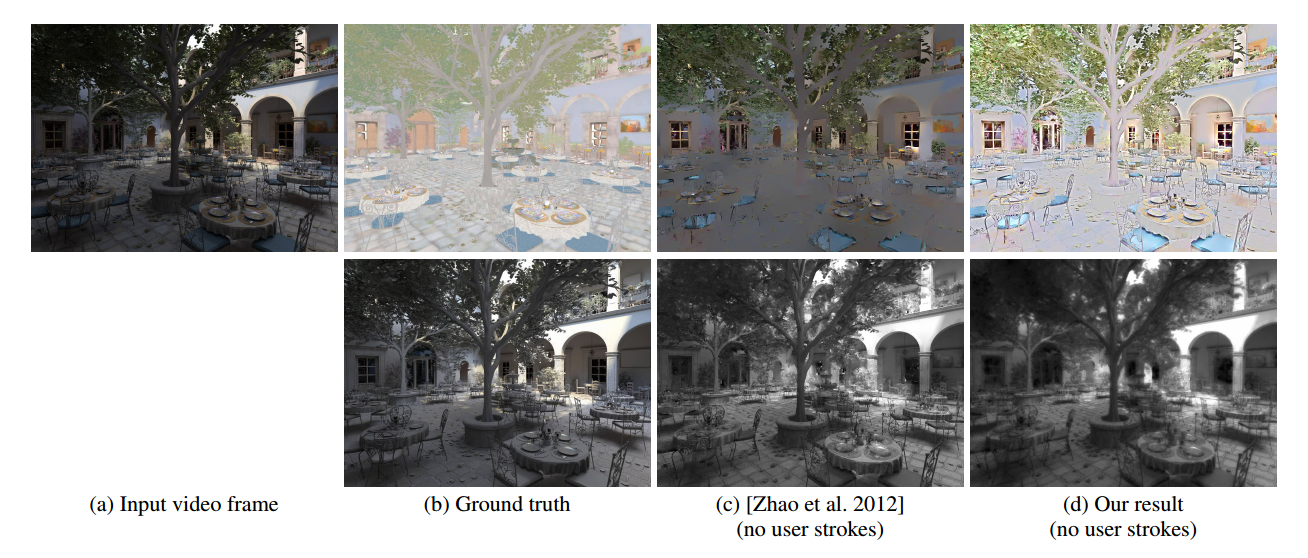 (a) Input video frame
(b) Ground truth
(c) [Zhao et al. 2012]
(no user strokes)
(d) Our result
(no user strokes)